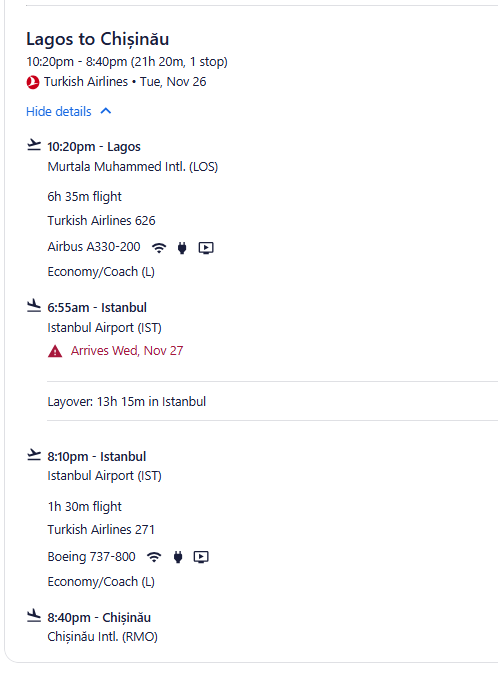 Lagos to Chișinău
10:20pm - 8:40pm (21h 20m, 1 stop)
Turkish Airlines • Tue, Nov 26
Hide details
10:20pm - Lagos
Murtala Muhammed Intl. (LOS)
6h 35m flight
Turkish Airlines 626
Airbus A330-200
Economy/Coach (L)
6:55am - Istanbul
Istanbul Airport (IST)
Arrives Wed, Nov 27
Layover: 13h 15m in Istanbul
8:10pm - Istanbul
Istanbul Airport (IST)
1h 30m flight
Turkish Airlines 271
Boeing 737-800
Economy/Coach (L)
8:40pm - Chișinău
Chișinău Intl. (RMO)